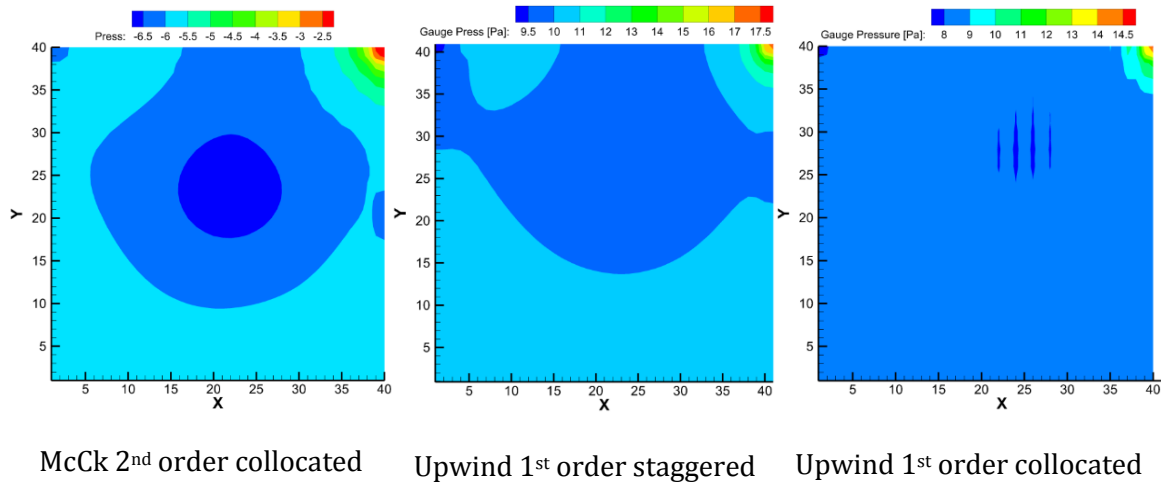 Press: -6.5 -6 -5.5 -5 -4.5 -4 -3.5 -3 -2.5
40
35
30
25
20
15
10
5
Y
5 10 15 20 25 30 35 40
X
Gauge Press [Pa]: 9.5 10 11 12 13 14 15 16 17 17.5
40
35
30
25
20
15
10
5
Y
5 10 15 20 25 30 35 40
X
Gauge Pressure [Pa]: 8 9 10 11 12 13 14 14.5
40
35
30
25
20
15
10
5
Y
5 10 15 20 25 30 35 40
X
McCk 2nd order collocated
Upwind 1st order staggered
Upwind 1st order collocated